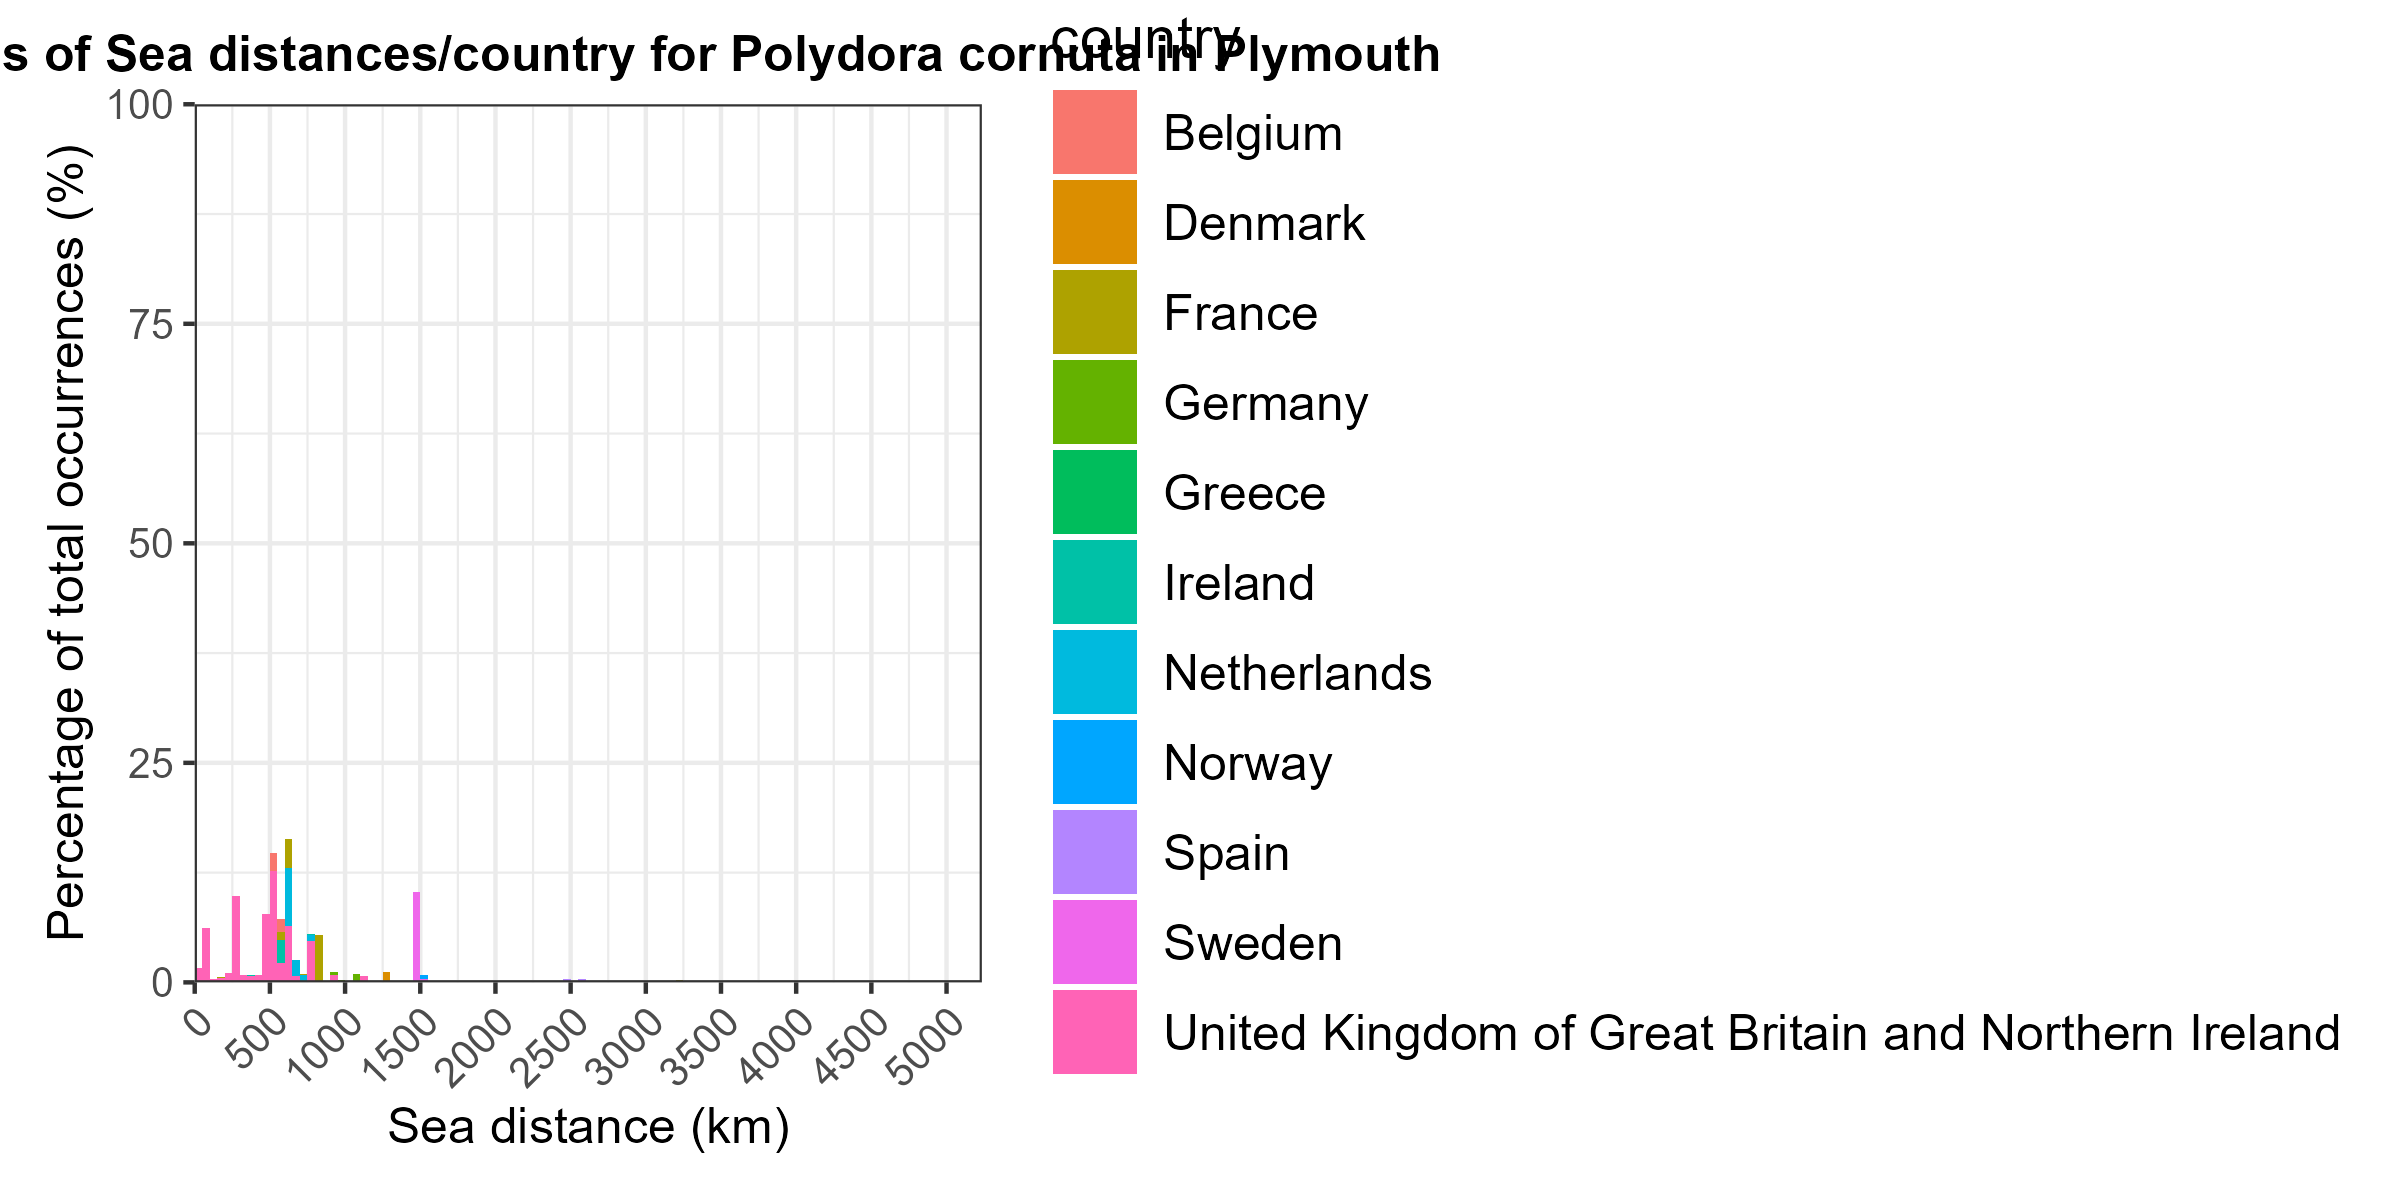 s of Sea distances/country for Polydora cornuta in Plymouth
country
100
75
50
25
0
Percentage of total occurrences (%)
0
500
1000
1500
2000
2500
3000
3500
4000
4500
5000
Sea distance (km)
Belgium
Denmark
France
Germany
Greece
Ireland
Netherlands
Norway
Spain
Sweden
United Kingdom of Great Britain and Northern Ireland